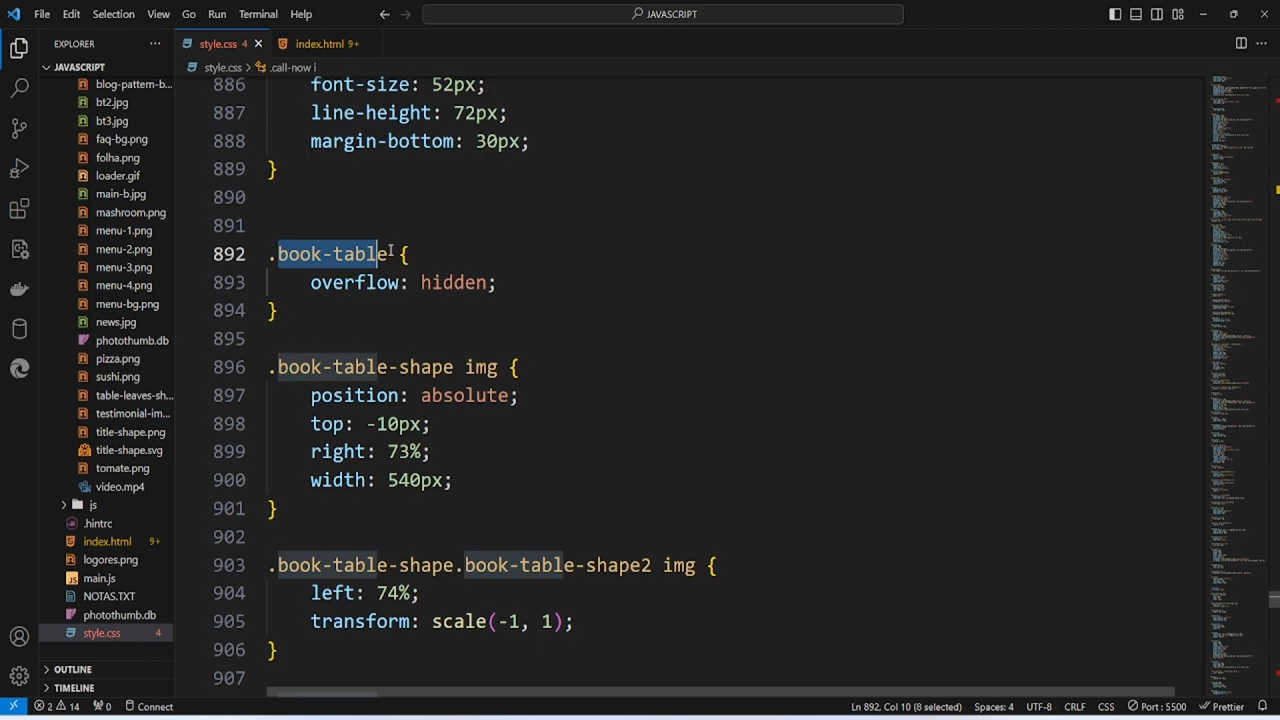 File Edit Selection View Go Run Terminal Help
JAVASCRIPT
EXPLORER
style.css 4
index.html 9+
JAVASCRIPT
style.css > .call-now i
blog-pattern-b...
bt2.jpg
bt3.jpg
faq-bg.png
folha.png
loader.gif
main-b.jpg
mashroom.png
menu-1.png
menu-2.png
menu-3.png
menu-4.png
menu-bg.png
news.jpg
photothumb.db
pizza.png
sushi.png
table-leaves-sh...
testimonial-im...
title-shape.png
title-shape.svg
tomate.png
video.mp4
js
.hintrc
index.html 9+
logores.png
main.js
NOTAS.TXT
photothumb.db
style.css 4
OUTLINE
TIMELINE
886 font-size: 52px;
887 line-height: 72px;
888 margin-bottom: 30px;
889 }
890
891
892 .book-table {
893 overflow: hidden;
894 }
895
896 .book-table-shape img {
897 position: absolute;
898 top: -10px;
899 right: 73%;
900 width: 540px;
901 }
902
903 .book-table-shape.book-table-shape2 img {
904 left: 74%;
905 transform: scale(-1, 1);
906 }
907
2 14 0 Connect Ln 892, Col 10 (8 selected) Spaces: 4 UTF-8 CRLF CSS Port : 5500 Prettier